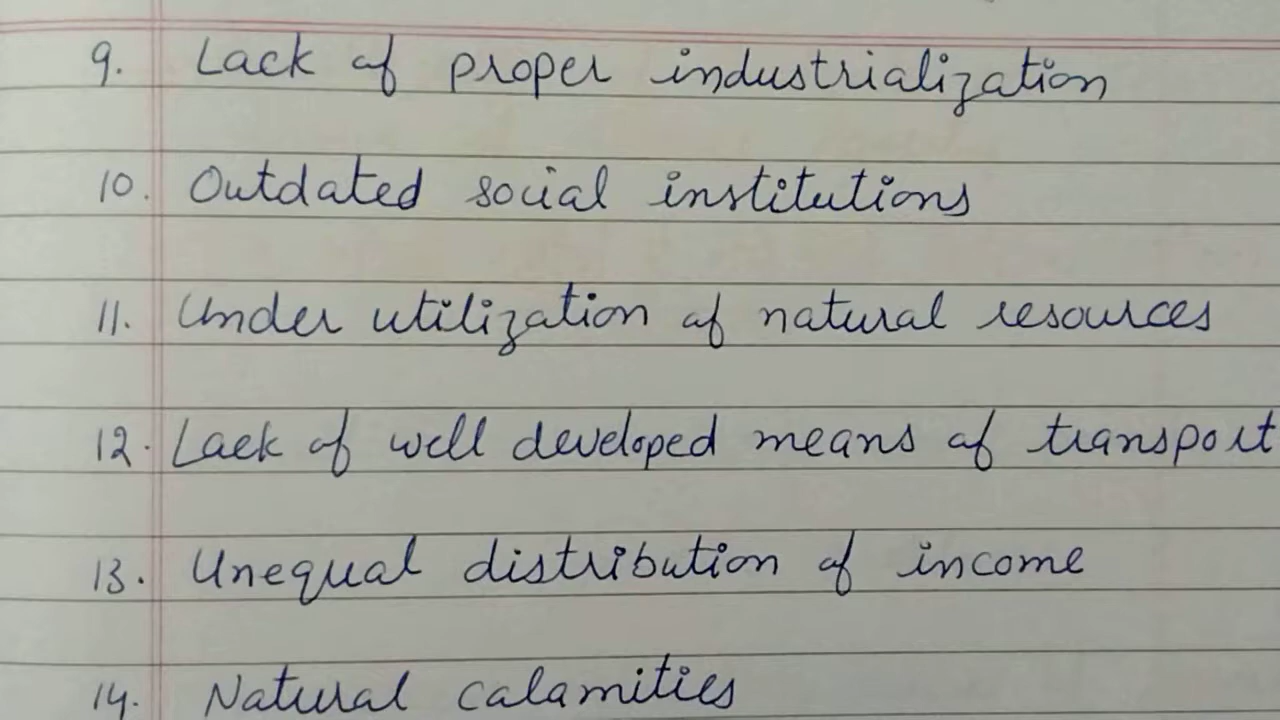 9. Lack of proper industrialization
10. Outdated social institutions
11. Under utilization of natural resources
12. Lack of well developed means of transport
13. Unequal distribution of income
14. Natural calamities